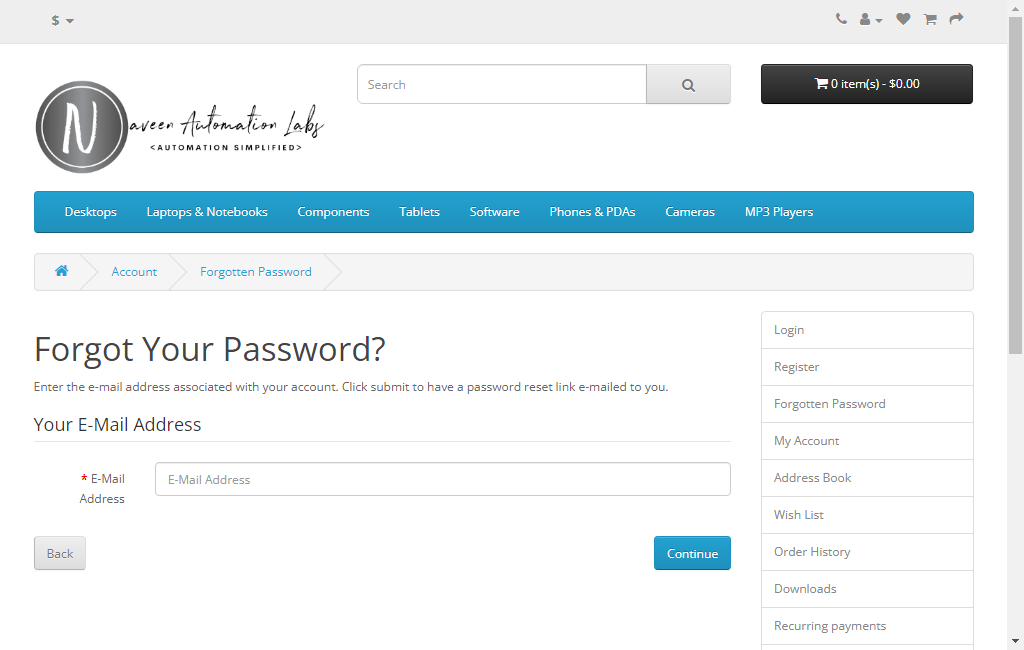 $
Search
0 item(s) - $0.00
Naveen Automation Labs
<AUTOMATION SIMPLIFIED>
Desktops Laptops & Notebooks Components Tablets Software Phones & PDAs Cameras MP3 Players
Account Forgotten Password
Forgot Your Password?
Enter the e-mail address associated with your account. Click submit to have a password reset link e-mailed to you.
Your E-Mail Address
* E-Mail
Address
E-Mail Address
Back
Continue
Login
Register
Forgotten Password
My Account
Address Book
Wish List
Order History
Downloads
Recurring payments